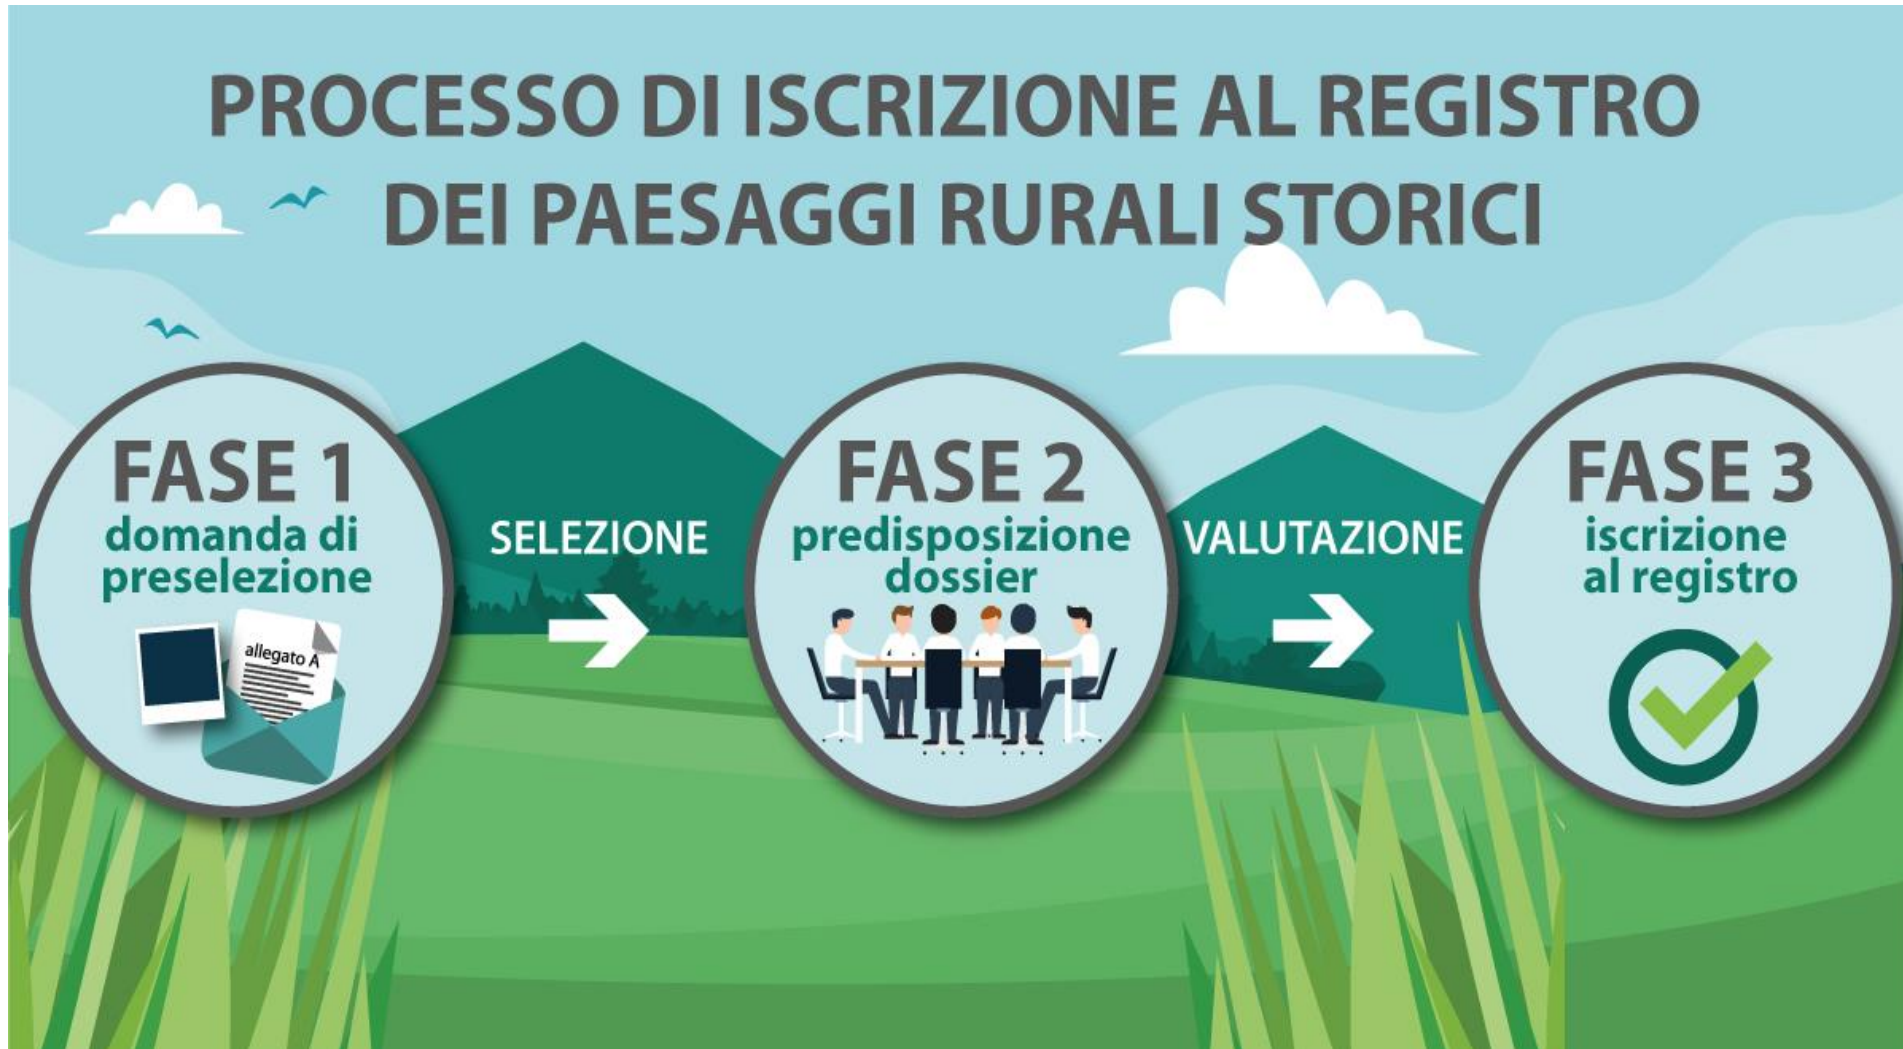 PROCESSO DI ISCRIZIONE AL REGISTRO
DEI PAESAGGI RURALI STORICI
FASE 1
domanda di
preselezione
allegato A
SELEZIONE
FASE 2
predisposizione
dossier
VALUTAZIONE
FASE 3
iscrizione
al registro